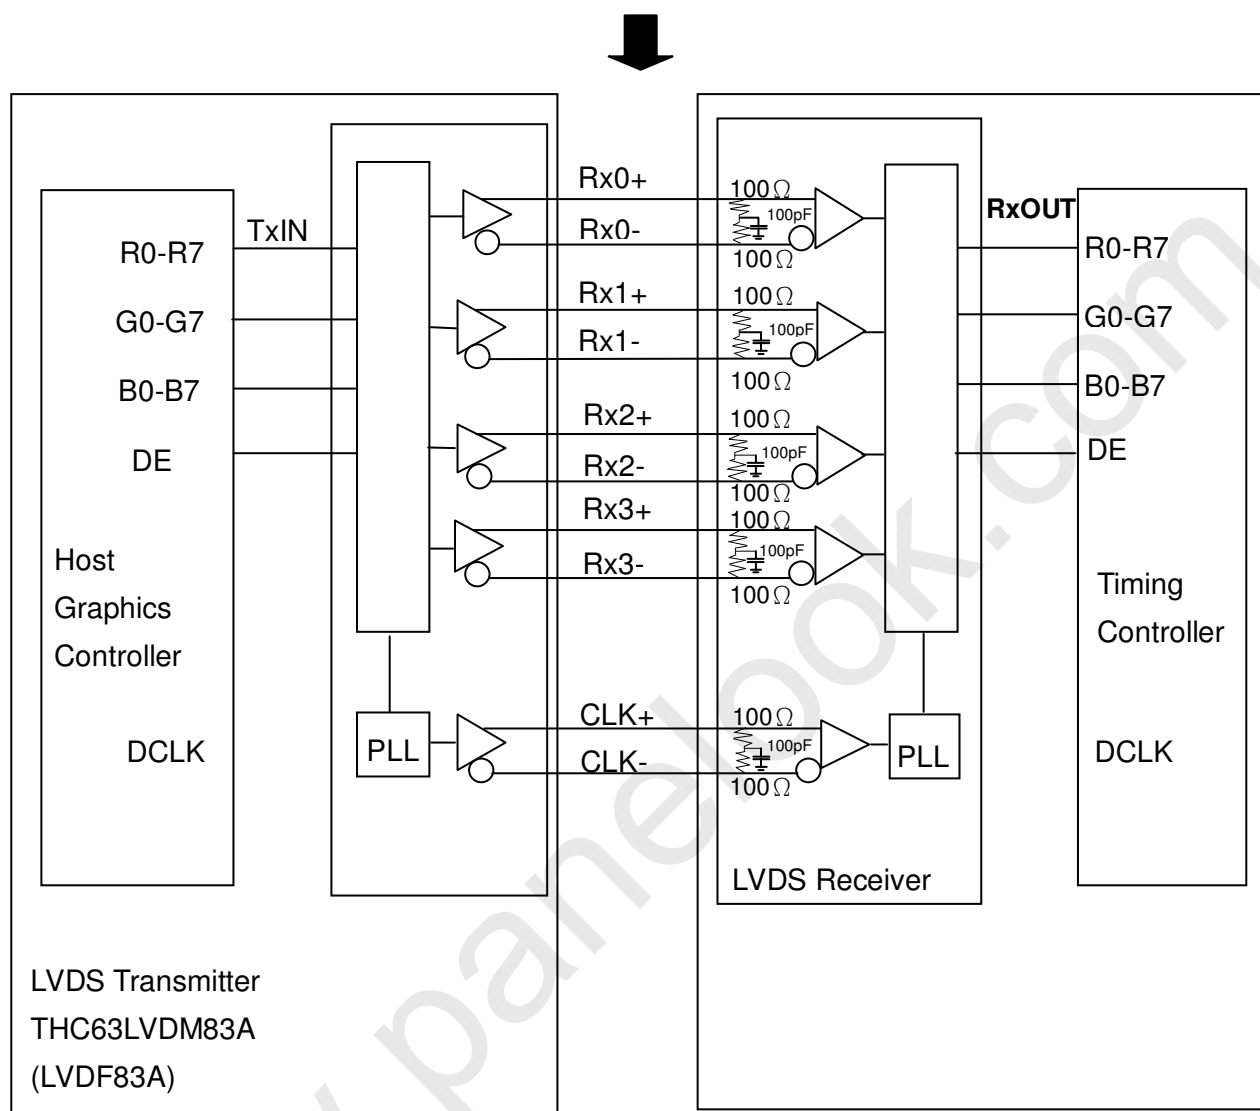 TxIN
R0-R7
G0-G7
B0-B7
DE
Host
Graphics
Controller
DCLK
PLL
LVDS Transmitter
THC63LVDM83A
(LVDF83A)
Rx0+
Rx0-
Rx1+
Rx1-
Rx2+
Rx2-
Rx3+
Rx3-
CLK+
CLK-
100Ω
100pF
100Ω
100Ω
100pF
100Ω
100Ω
100pF
100Ω
100Ω
100pF
100Ω
100Ω
100pF
100Ω
PLL
LVDS Receiver
RxOUT
R0-R7
G0-G7
B0-B7
DE
Timing
Controller
DCLK
panelook.com